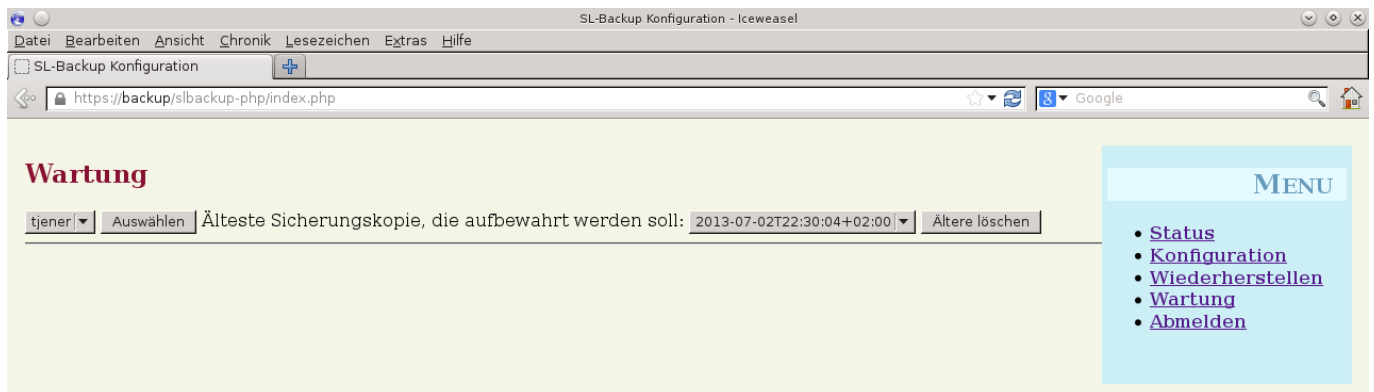 SL-Backup Konfiguration - Iceweasel
Datei Bearbeiten Ansicht Chronik Lesezeichen Extras Hilfe
SL-Backup Konfiguration
https://backup/slbackup-php/index.php
8 Google
Wartung
tjener Auswählen Älteste Sicherungskopie, die aufbewahrt werden soll: 2013-07-02T22:30:04+02:00 Ältere löschen
MENU
• Status
• Konfiguration
• Wiederherstellen
• Wartung
• Abmelden